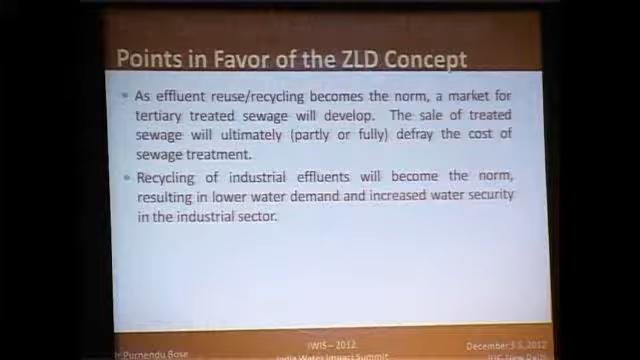 Points in Favor of the ZLD Concept
As effluent reuse/recycling becomes the norm, a market for
tertiary treated sewage will develop. The sale of treated
sewage will ultimately (partly or fully) defray the cost of
sewage treatment.
Recycling of industrial effluents will become the norm,
resulting in lower water demand and increased water security
in the industrial sector.
Purnendu Bose
IWIS – 2012
India Water Impact Summit
December 3-5, 2012
New Delhi